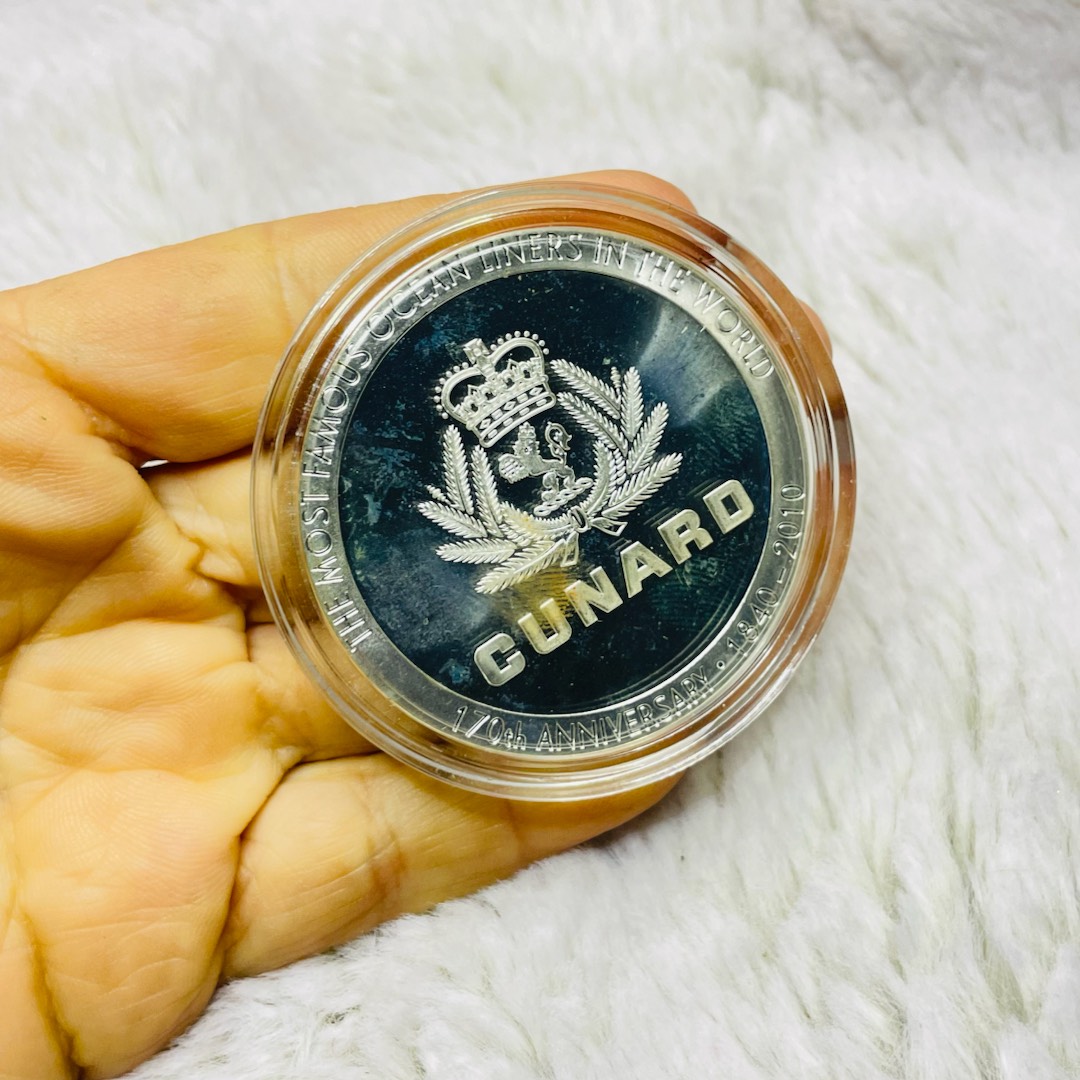 THE MOST FAMOUS OCEAN LINERS IN THE WORLD
CUNARD
170th ANNIVERSARY • 1840-2010